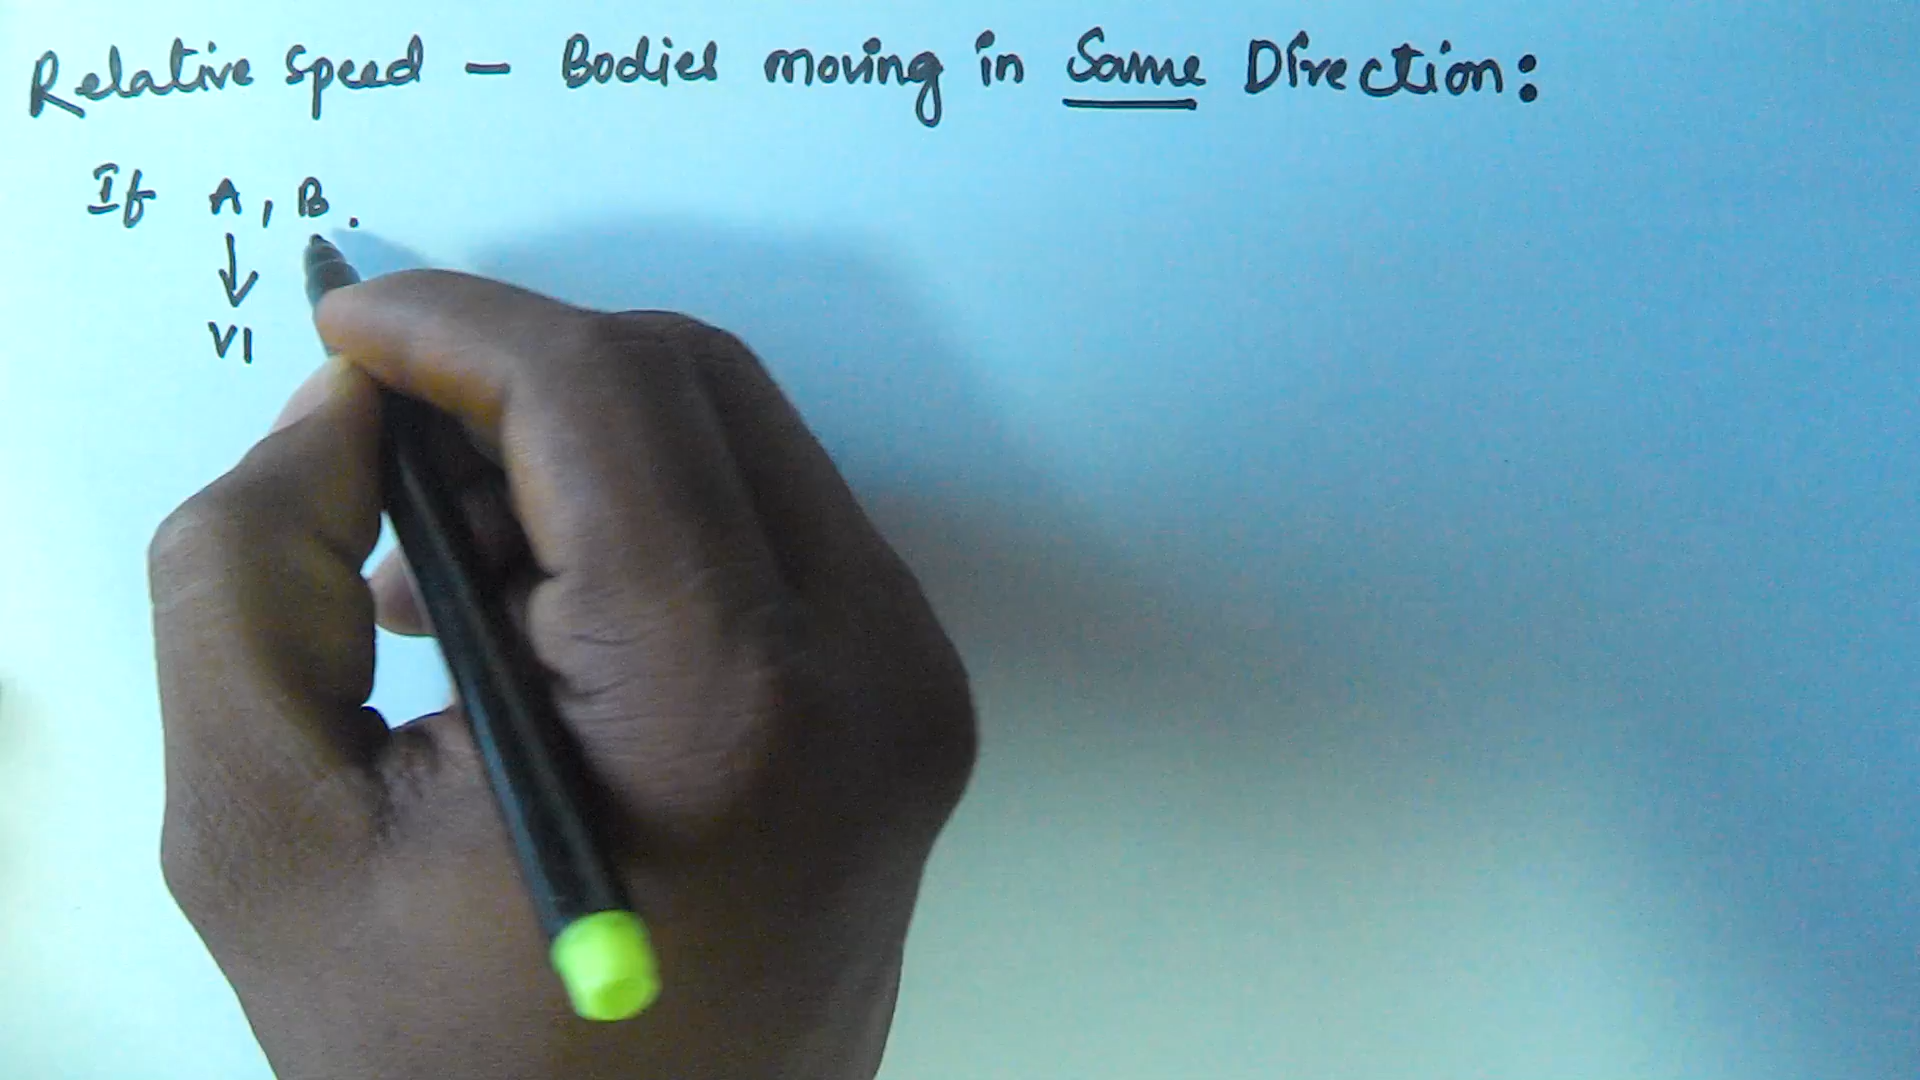 Relative Speed - Bodies moving in Same Direction:
If A, B.
↓
V1